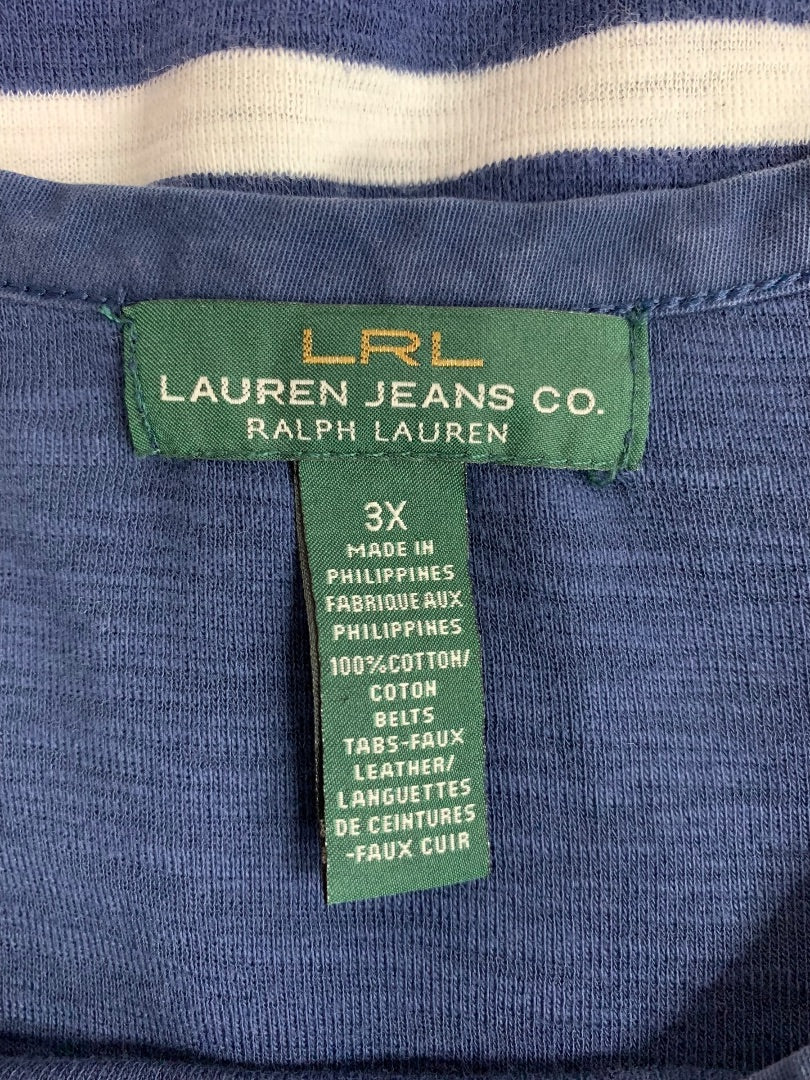 LRL
LAUREN JEANS CO.
RALPH LAUREN
3X
MADE IN
PHILIPPINES
FABRIQUE AUX
PHILIPPINES
100%COTTON/
COTON
BELTS
TABS-FAUX
LEATHER/
LANGUETTES
DE CEINTURES
-FAUX CUIR